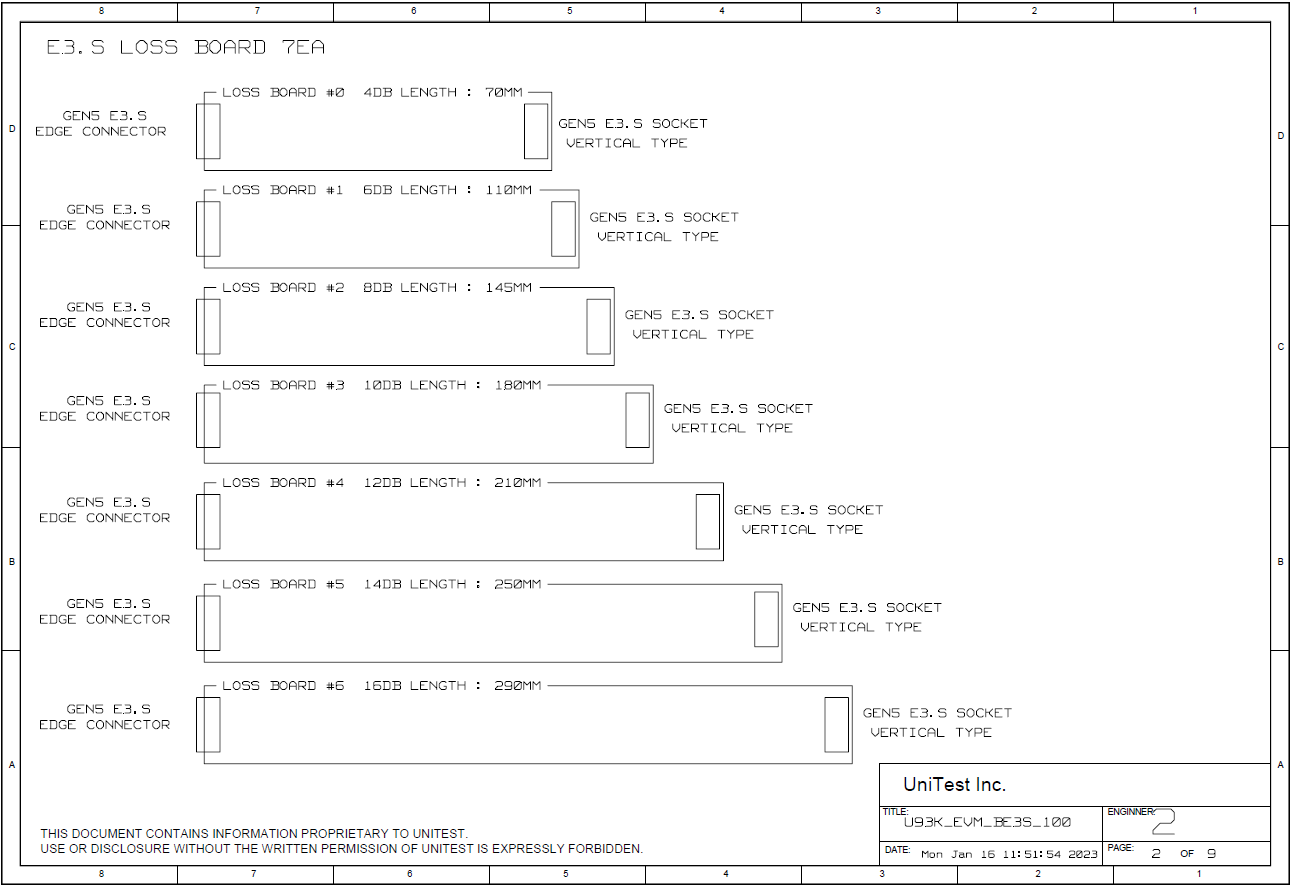 8 7 6 5 4 3 2 1
E3.S LOSS BOARD 7EA
LOSS BOARD #0 4DB LENGTH : 70MM
GEN5 E3.S
EDGE CONNECTOR
GEN5 E3.S SOCKET
VERTICAL TYPE
D D
LOSS BOARD #1 6DB LENGTH : 110MM
GEN5 E3.S
EDGE CONNECTOR
GEN5 E3.S SOCKET
VERTICAL TYPE
LOSS BOARD #2 8DB LENGTH : 145MM
GEN5 E3.S
EDGE CONNECTOR
GEN5 E3.S SOCKET
VERTICAL TYPE
C C
LOSS BOARD #3 10DB LENGTH : 180MM
GEN5 E3.S
EDGE CONNECTOR
GEN5 E3.S SOCKET
VERTICAL TYPE
LOSS BOARD #4 12DB LENGTH : 210MM
GEN5 E3.S
EDGE CONNECTOR
GEN5 E3.S SOCKET
VERTICAL TYPE
B B
LOSS BOARD #5 14DB LENGTH : 250MM
GEN5 E3.S
EDGE CONNECTOR
GEN5 E3.S SOCKET
VERTICAL TYPE
LOSS BOARD #6 16DB LENGTH : 290MM
GEN5 E3.S
EDGE CONNECTOR
GEN5 E3.S SOCKET
VERTICAL TYPE
A A
UniTest Inc.
TITLE: U93K_EVM_BE3S_100
ENGINNER: 2
DATE: Mon Jan 16 11:51:54 2023
PAGE: 2 OF 9
THIS DOCUMENT CONTAINS INFORMATION PROPRIETARY TO UNITEST.
USE OR DISCLOSURE WITHOUT THE WRITTEN PERMISSION OF UNITEST IS EXPRESSLY FORBIDDEN.
8 7 6 5 4 3 2 1